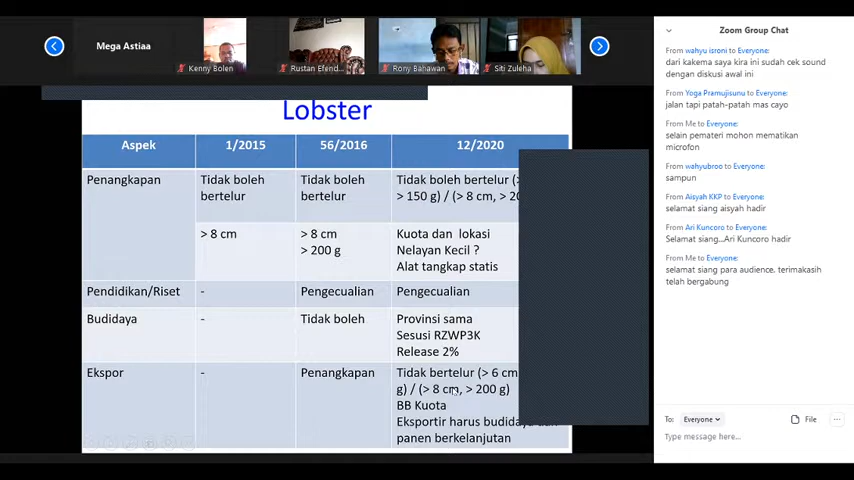 Mega Astiaa
Kenny Bolen
Rustan Efend...
Rony Bahawan
Siti Zuleha
Lobster
Aspek
1/2015
56/2016
12/2020
Penangkapan
Tidak boleh
bertelur
Tidak boleh
bertelur
Tidak boleh bertelur (>
> 150 g) / (> 8 cm, > 20
> 8 cm
> 8 cm
> 200 g
Kuota dan lokasi
Nelayan Kecil ?
Alat tangkap statis
Pendidikan/Riset
-
Pengecualian
Pengecualian
Budidaya
-
Tidak boleh
Provinsi sama
Sesusi RZWP3K
Release 2%
Ekspor
-
Penangkapan
Tidak bertelur (> 6 cm
g) / (> 8 cm, > 200 g)
BB Kuota
Eksportir harus budidaya dan
panen berkelanjutan
Zoom Group Chat
From wahyu isroni to Everyone:
dari kakema saya kira ini sudah cek sound
dengan diskusi awal ini
From Yoga Pramujisunu to Everyone:
jalan tapi patah-patah mas cayo
From Me to Everyone:
selain pemateri mohon mematikan
microfon
From wahyubroo to Everyone:
sampun
From Aisyah KKP to Everyone:
selamat siang aisyah hadir
From Ari Kuncoro to Everyone:
Selamat siang...Ari Kuncoro hadir
From Me to Everyone:
selamat siang para audience, terimakasih
telah bergabung
To: Everyone
File
...
Type message here...